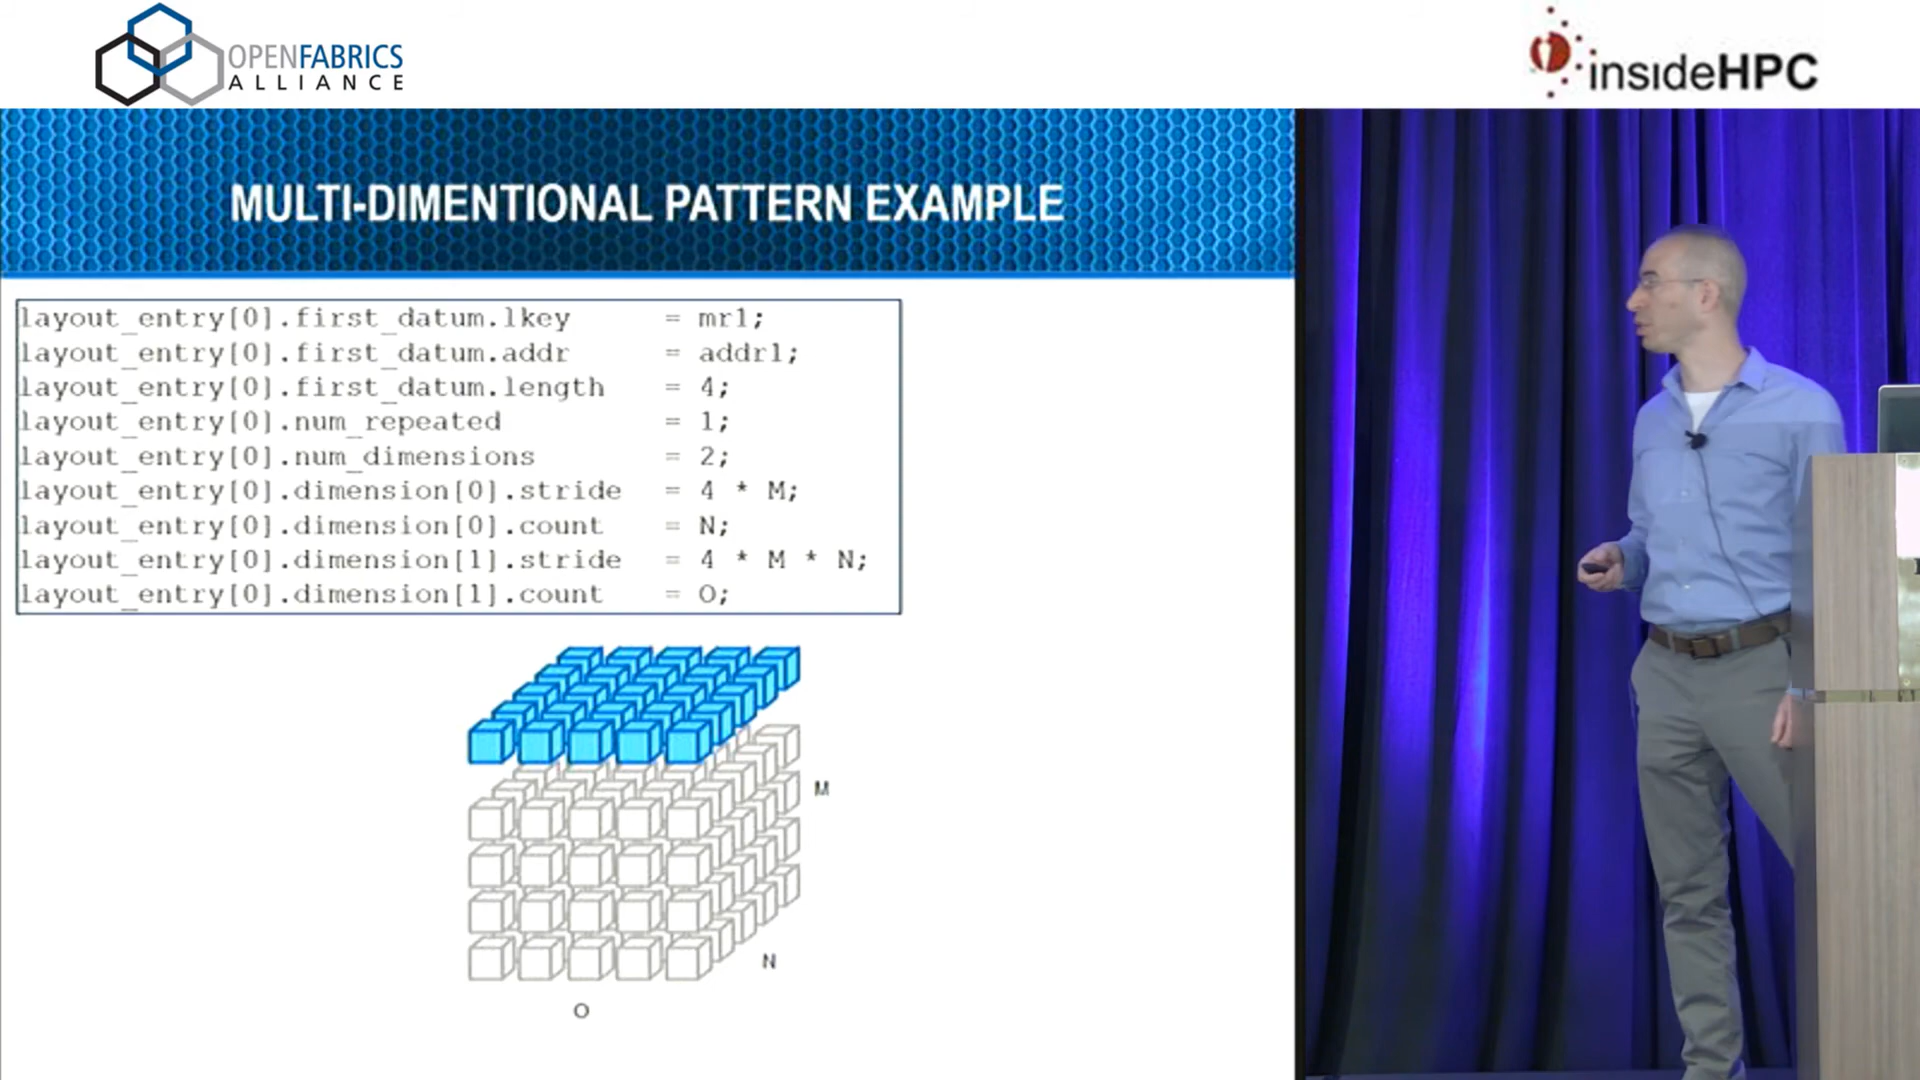 OPENFABRICS
ALLIANCE
insideHPC
MULTI-DIMENTIONAL PATTERN EXAMPLE
layout_entry[0].first_datum.lkey = mr1;
layout_entry[0].first_datum.addr = addr1;
layout_entry[0].first_datum.length = 4;
layout_entry[0].num_repeated = 1;
layout_entry[0].num_dimensions = 2;
layout_entry[0].dimension[0].stride = 4 * M;
layout_entry[0].dimension[0].count = N;
layout_entry[0].dimension[1].stride = 4 * M * N;
layout_entry[0].dimension[1].count = O;
M
N
O